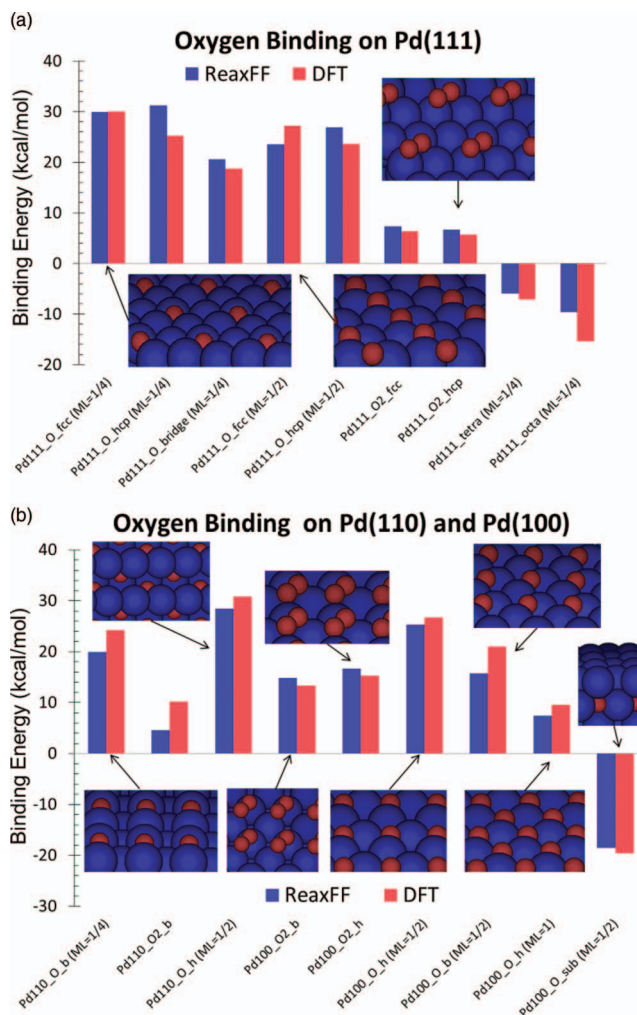 (a)
Oxygen Binding on Pd(111)
ReaxFF DFT
Binding Energy (kcal/mol)
40
30
20
10
0
-10
-20
Pd111_O_fcc (ML=1/4)
Pd111_O_hcp (ML=1/4)
Pd111_O_bridge (ML=1/4)
Pd111_O_fcc (ML=1/2)
Pd111_O_hcp (ML=1/2)
Pd111_O2_fcc
Pd111_O2_hcp
Pd111_tetra (ML=1/4)
Pd111_octa (ML=1/4)
(b)
Oxygen Binding on Pd(110) and Pd(100)
Binding Energy (kcal/mol)
40
30
20
10
0
-10
-20
-30
ReaxFF DFT
Pd110_O_b (ML=1/4)
Pd110_O2_b
Pd110_O_h (ML=1/2)
Pd100_O2_b
Pd100_O2_h
Pd100_O_h (ML=1/2)
Pd100_O_b (ML=1/2)
Pd100_O_h (ML=1)
Pd100_O_sub (ML=1/2)